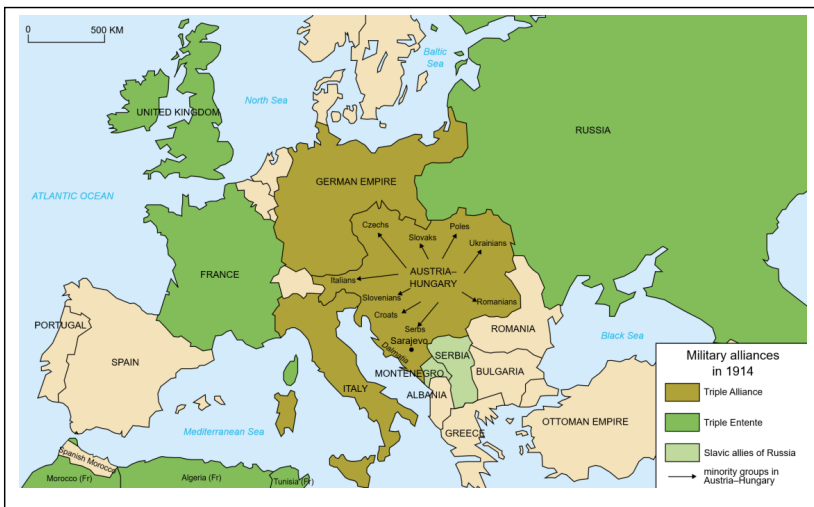 0 500 KM
Baltic
Sea
North Sea
UNITED KINGDOM
RUSSIA
ATLANTIC OCEAN
GERMAN EMPIRE
Czechs
Slovaks
Poles
Ukrainians
FRANCE
AUSTRIA–
HUNGARY
Italians
Slovenians
Romanians
Croats
Serbs
Sarajevo
Dalmatia
PORTUGAL
SPAIN
ROMANIA
Black Sea
SERBIA
MONTENEGRO
BULGARIA
ITALY
ALBANIA
Mediterranean Sea
GREECE
OTTOMAN EMPIRE
Spanish Morocco
Morocco (Fr)
Algeria (Fr)
Tunisia (Fr)
Military alliances
in 1914
Triple Alliance
Triple Entente
Slavic allies of Russia
minority groups in
Austria–Hungary